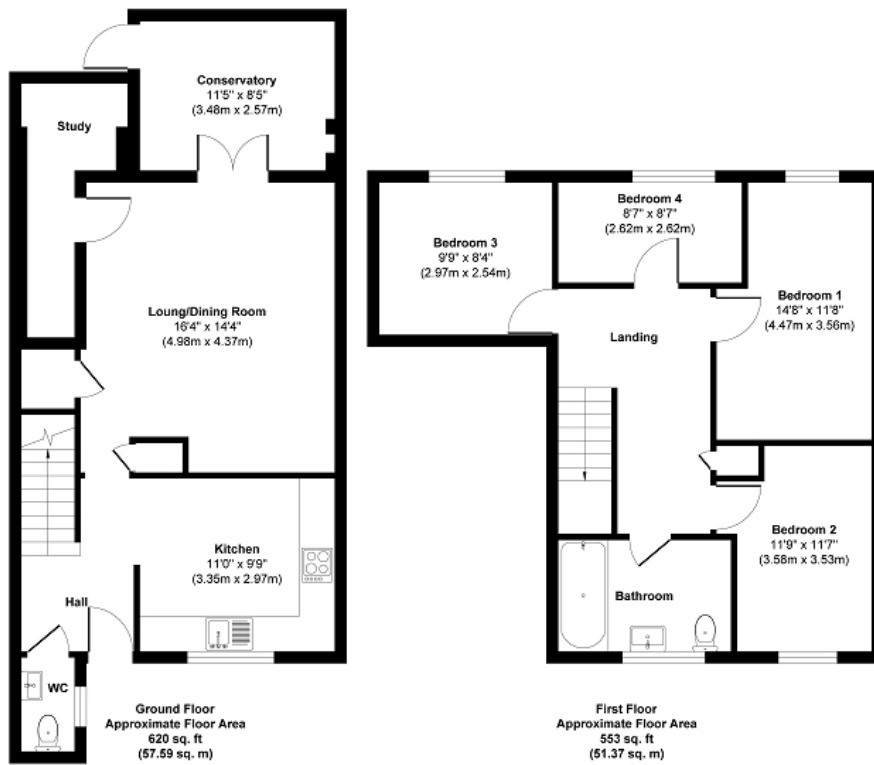 Conservatory
11'5" x 8'5"
(3.48m x 2.57m)
Study
Loung/Dining Room
16'4" x 14'4"
(4.98m x 4.37m)
Kitchen
11'0" x 9'9"
(3.35m x 2.97m)
Hall
WC
Ground Floor
Approximate Floor Area
620 sq. ft
(57.59 sq. m)
Bedroom 4
8'7" x 8'7"
(2.62m x 2.62m)
Bedroom 3
9'9" x 8'4"
(2.97m x 2.54m)
Bedroom 1
14'8" x 11'8"
(4.47m x 3.56m)
Landing
Bedroom 2
11'9" x 11'7"
(3.58m x 3.53m)
Bathroom
First Floor
Approximate Floor Area
553 sq. ft
(51.37 sq. m)